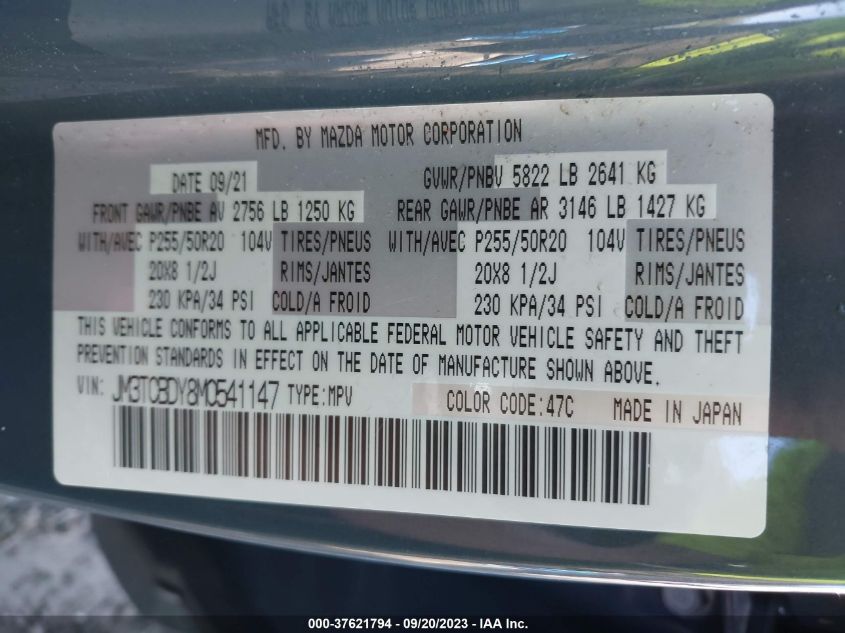 MFD. BY MAZDA MOTOR CORPORATION
DATE 09/21 GVWR/PNBV 5822 LB 2641 KG
FRONT GAWR/PNBE AV 2756 LB 1250 KG REAR GAWR/PNBE AR 3146 LB 1427 KG
WITH/AVEC P255/50R20 104V TIRES/PNEUS WITH/AVEC P255/50R20 104V TIRES/PNEUS
20X8 1/2J RIMS/JANTES 20X8 1/2J RIMS/JANTES
230 KPA/34 PSI COLD/A FROID 230 KPA/34 PSI COLD/A FROID
THIS VEHICLE CONFORMS TO ALL APPLICABLE FEDERAL MOTOR VEHICLE SAFETY AND THEFT
PREVENTION STANDARDS IN EFFECT ON THE DATE OF MANUFACTURE SHOWN ABOVE.
VIN: JM3TCBDY8M0541147 TYPE:MPV COLOR CODE:47C MADE IN JAPAN
000-37621794 - 09/20/2023 - IAA Inc.